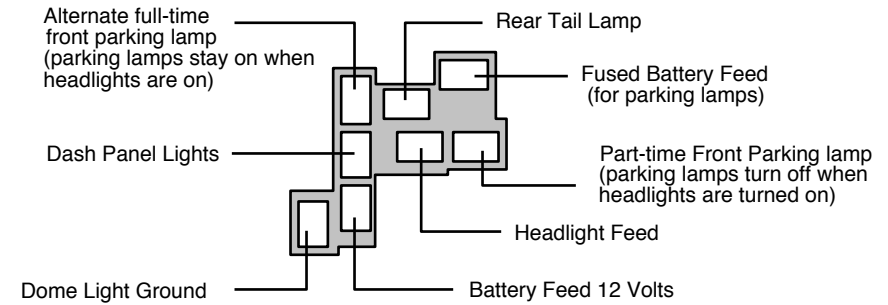 Alternate full-time
front parking lamp
(parking lamps stay on when
headlights are on)
Rear Tail Lamp
Fused Battery Feed
(for parking lamps)
Dash Panel Lights
Part-time Front Parking lamp
(parking lamps turn off when
headlights are turned on)
Headlight Feed
Dome Light Ground
Battery Feed 12 Volts